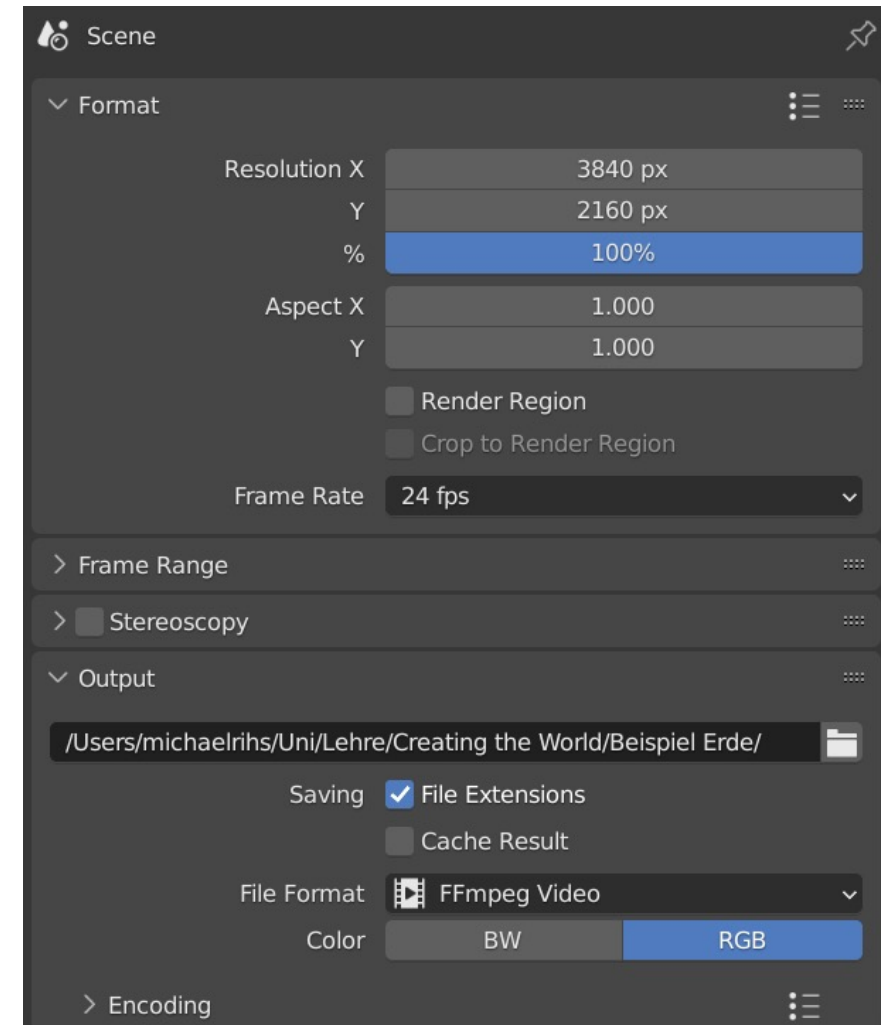 Scene
Format
Resolution X 3840 px
Y 2160 px
% 100%
Aspect X 1.000
Y 1.000
Render Region
Crop to Render Region
Frame Rate 24 fps
Frame Range
Stereoscopy
Output
/Users/michaelrihs/Uni/Lehre/Creating the World/Beispiel Erde/
Saving File Extensions
Cache Result
File Format FFmpeg Video
Color BW RGB
Encoding